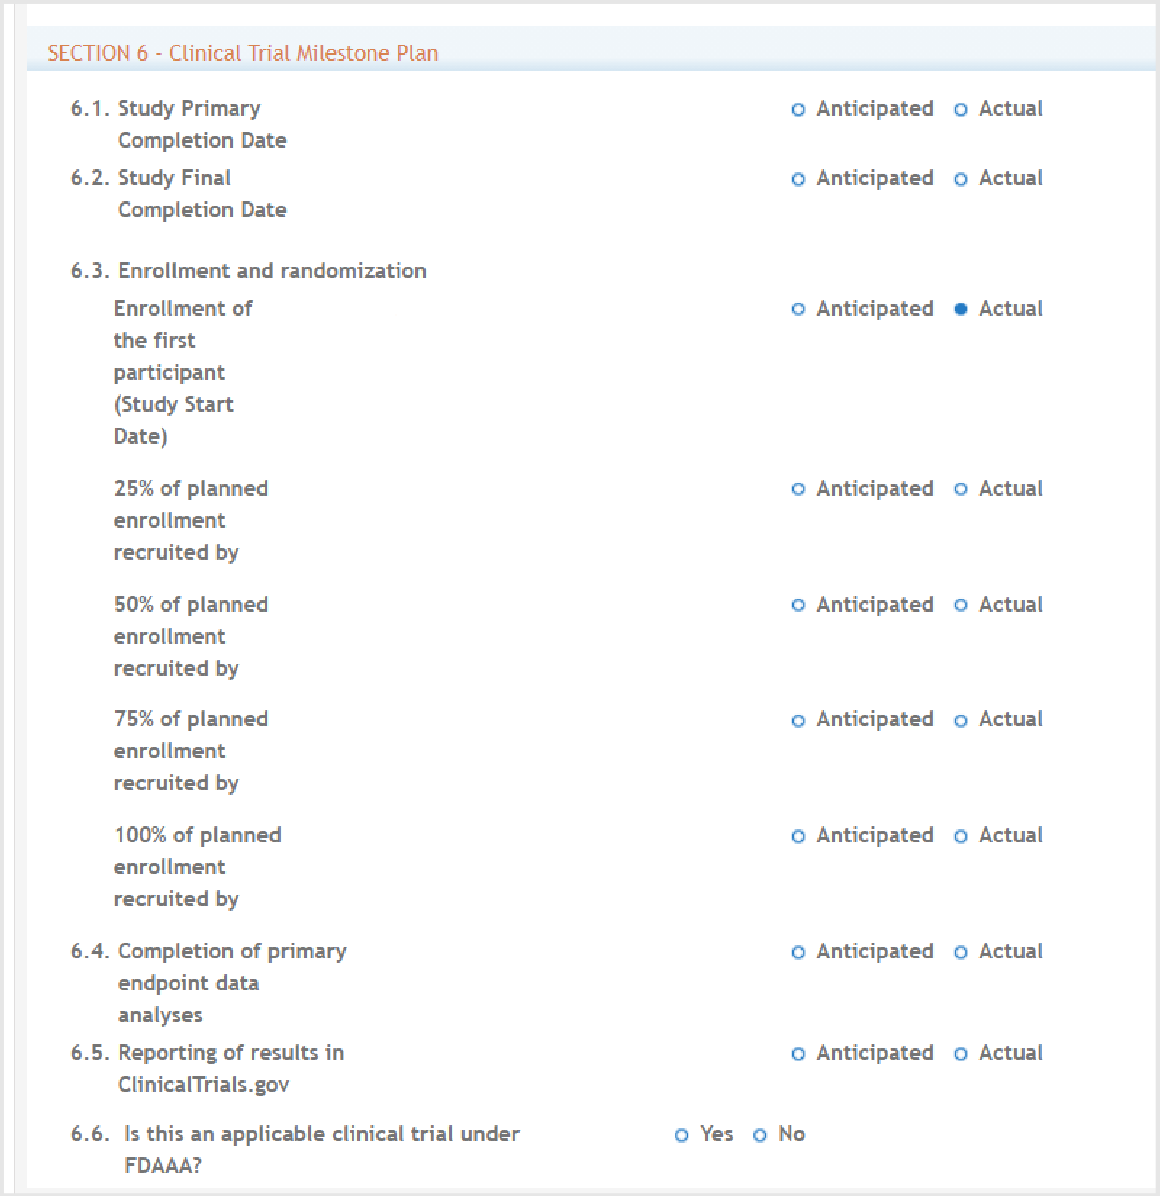 SECTION 6 - Clinical Trial Milestone Plan
6.1. Study Primary Anticipated Actual
Completion Date
6.2. Study Final Anticipated Actual
Completion Date
6.3. Enrollment and randomization
Enrollment of Anticipated Actual
the first
participant
(Study Start
Date)
25% of planned Anticipated Actual
enrollment
recruited by
50% of planned Anticipated Actual
enrollment
recruited by
75% of planned Anticipated Actual
enrollment
recruited by
100% of planned Anticipated Actual
enrollment
recruited by
6.4. Completion of primary Anticipated Actual
endpoint data
analyses
6.5. Reporting of results in Anticipated Actual
ClinicalTrials.gov
6.6. Is this an applicable clinical trial under Yes No
FDAAA?